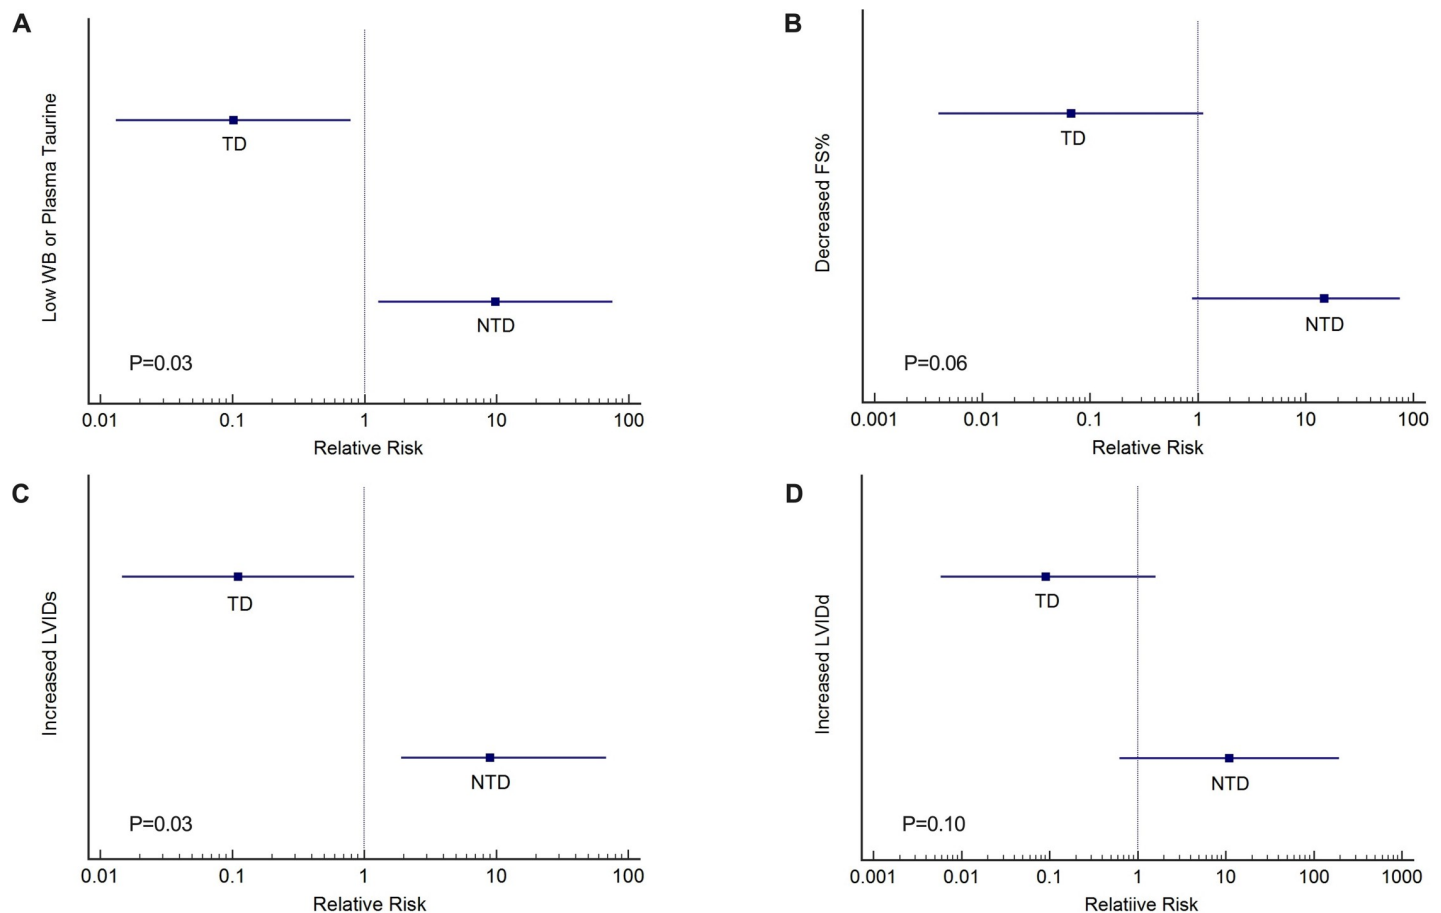 A
Low WB or Plasma Taurine
TD
NTD
P=0.03
0.01 0.1 1 10 100
Relative Risk
B
Decreased FS%
TD
NTD
P=0.06
0.001 0.01 0.1 1 10 100
Relative Risk
C
Increased LVIDs
TD
NTD
P=0.03
0.01 0.1 1 10 100
Relative Risk
D
Increased LVIDd
TD
NTD
P=0.10
0.001 0.01 0.1 1 10 100 1000
Relatiive Risk